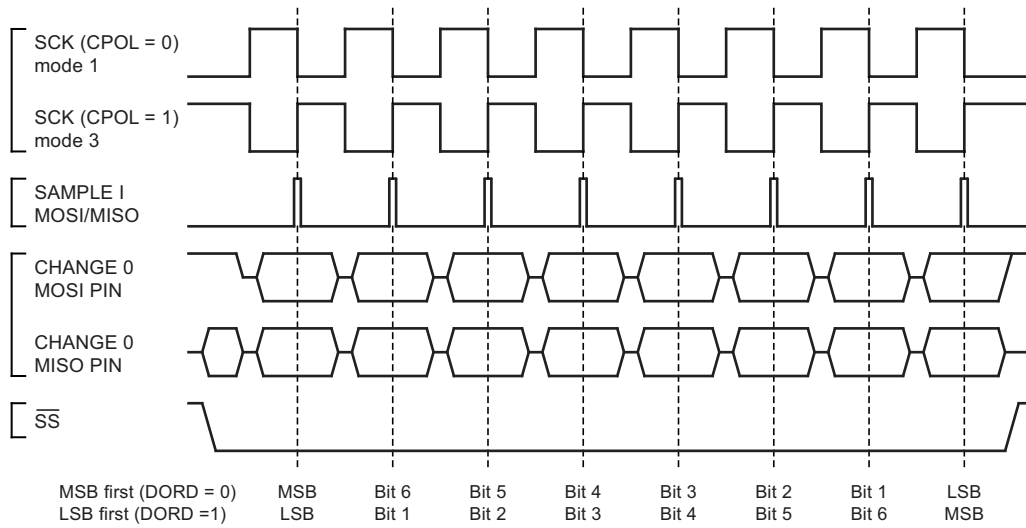 SCK (CPOL = 0)
mode 1
SCK (CPOL = 1)
mode 3
SAMPLE I
MOSI/MISO
CHANGE 0
MOSI PIN
CHANGE 0
MISO PIN
SS
MSB first (DORD = 0) MSB Bit 6 Bit 5 Bit 4 Bit 3 Bit 2 Bit 1 LSB
LSB first (DORD =1) LSB Bit 1 Bit 2 Bit 3 Bit 4 Bit 5 Bit 6 MSB